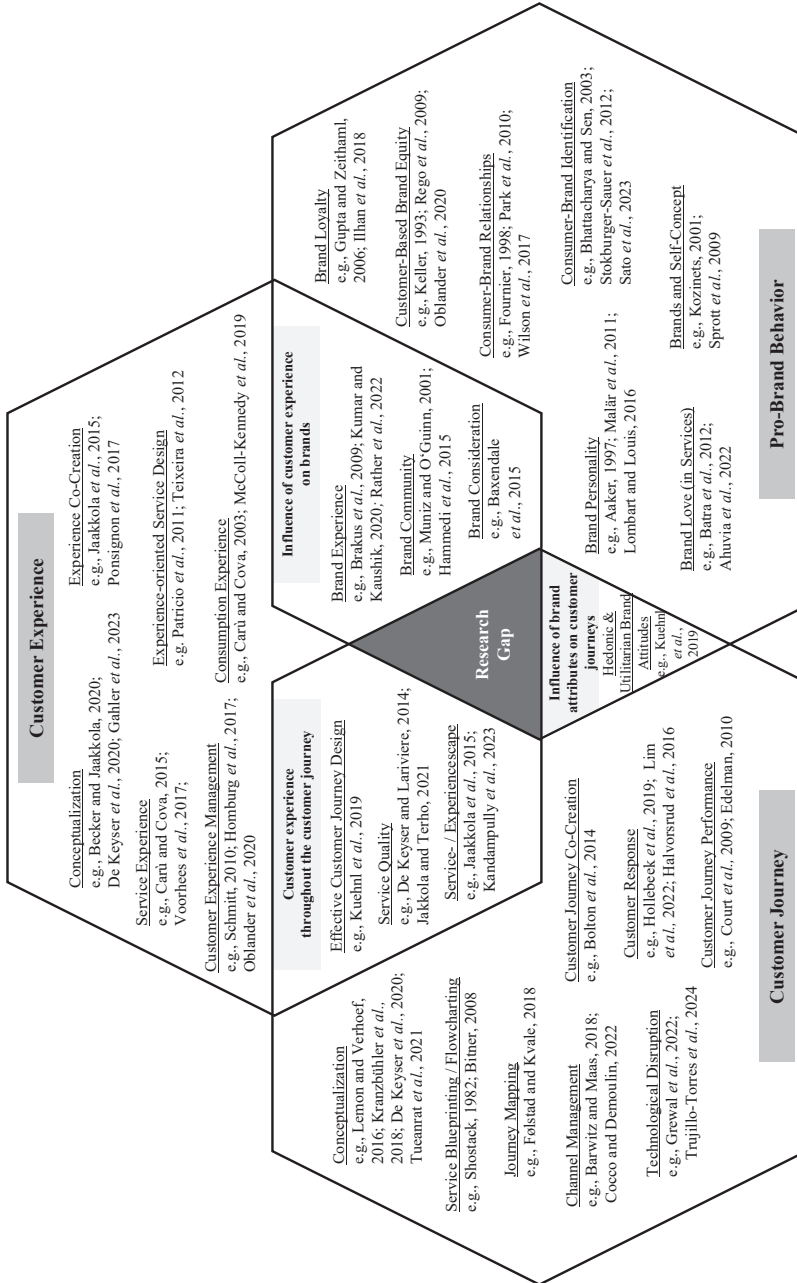 Customer Experience
Conceptualization
e.g., Becker and Jaakkola, 2020;
De Keyser et al., 2020; Gahler et al., 2023
Service Experience
e.g., Carù and Cova, 2015;
Voorhees et al., 2017;
Customer Experience Management
e.g., Schmitt, 2010; Homburg et al., 2017;
Oblander et al., 2020
Experience Co-Creation
e.g., Jaakkola et al., 2015;
Ponsignon et al., 2017
Experience-oriented Service Design
e.g. Patrício et al., 2011; Teixeira et al., 2012
Consumption Experience
e.g., Carù and Cova, 2003; McColl-Kennedy et al., 2019
Customer experience
throughout the customer journey
Effective Customer Journey Design
e.g., Kuehnl et al., 2019
Service Quality
e.g., De Keyser and Lariviere, 2014;
Jakkola and Terho, 2021
Service- / Experiencescape
e.g., Jaakkola et al., 2015;
Kandampully et al., 2023
Influence of customer experience
on brands
Brand Experience
e.g., Brakus et al., 2009; Kumar and
Kaushik, 2020; Rather et al., 2022
Brand Community
e.g., Muniz and O‘Guinn, 2001;
Hammedi et al., 2015
Brand Consideration
e.g., Baxendale
et al., 2015
Research
Gap
Influence of brand
attributes on customer
journeys
Hedonic &
Utilitarian Brand
Attitudes
e.g., Kuehnl
et al.,
2019
Conceptualization
e.g., Lemon and Verhoef,
2016; Kranzbühler et al.,
2018; De Keyser et al., 2020;
Tueanrat et al., 2021
Service Blueprinting / Flowcharting
e.g., Shostack, 1982; Bitner, 2008
Journey Mapping
e.g., Følstad and Kvale, 2018
Channel Management
e.g., Barwitz and Maas, 2018;
Cocco and Demoulin, 2022
Technological Disruption
e.g., Grewal et al., 2022;
Trujillo-Torres et al., 2024
Customer Journey Co-Creation
e.g., Bolton et al., 2014
Customer Response
e.g., Hollebeek et al., 2019; Lim
et al., 2022; Halvorsrud et al., 2016
Customer Journey Performance
e.g., Court et al., 2009; Edelman, 2010
Customer Journey
Brand Loyalty
e.g., Gupta and Zeithaml,
2006; Ilhan et al., 2018
Customer-Based Brand Equity
e.g., Keller, 1993; Rego et al., 2009;
Oblander et al., 2020
Consumer-Brand Relationships
e.g., Fournier, 1998; Park et al., 2010;
Wilson et al., 2017
Consumer-Brand Identification
e.g., Bhattacharya and Sen, 2003;
Stokburger-Sauer et al., 2012;
Sato et al., 2023
Brand Personality
e.g., Aaker, 1997; Malär et al., 2011;
Lombart and Louis, 2016
Brands and Self-Concept
e.g., Kozinets, 2001;
Sprott et al., 2009
Brand Love (in Services)
e.g., Batra et al., 2012;
Ahuvia et al., 2022
Pro-Brand Behavior